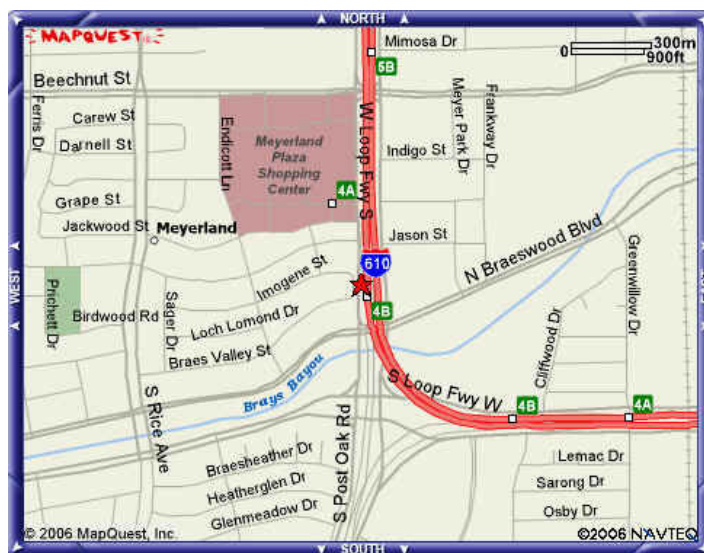 NORTH
MAPQUEST
Mimosa Dr
300m
0
900ft
5B
Beechnut St
Ferris Dr
Carew St
Darnell St
Endicott Ln
Meyerland
Plaza
Shopping
Center
W Loop Fwy S
Meyer Park Dr
Frankway Dr
Indigo St
4A
Grape St
Jackwood St
Meyerland
Jason St
N Braeswood Blvd
Greenwillow Dr
610
WEST
EAST
Prichett Dr
Imogene St
Sager Dr
Birdwood Rd
Loch Lomond Dr
4B
Braes Valley St
Cliffwood Dr
S Rice Ave
Brays Bayou
S Loop Fwy W
4B
4A
S Post Oak Rd
Braesheather Dr
Heatherglen Dr
Glenmeadow Dr
Lemac Dr
Sarong Dr
Osby Dr
© 2006 MapQuest, Inc.
©2006 NAVTEQ
SOUTH